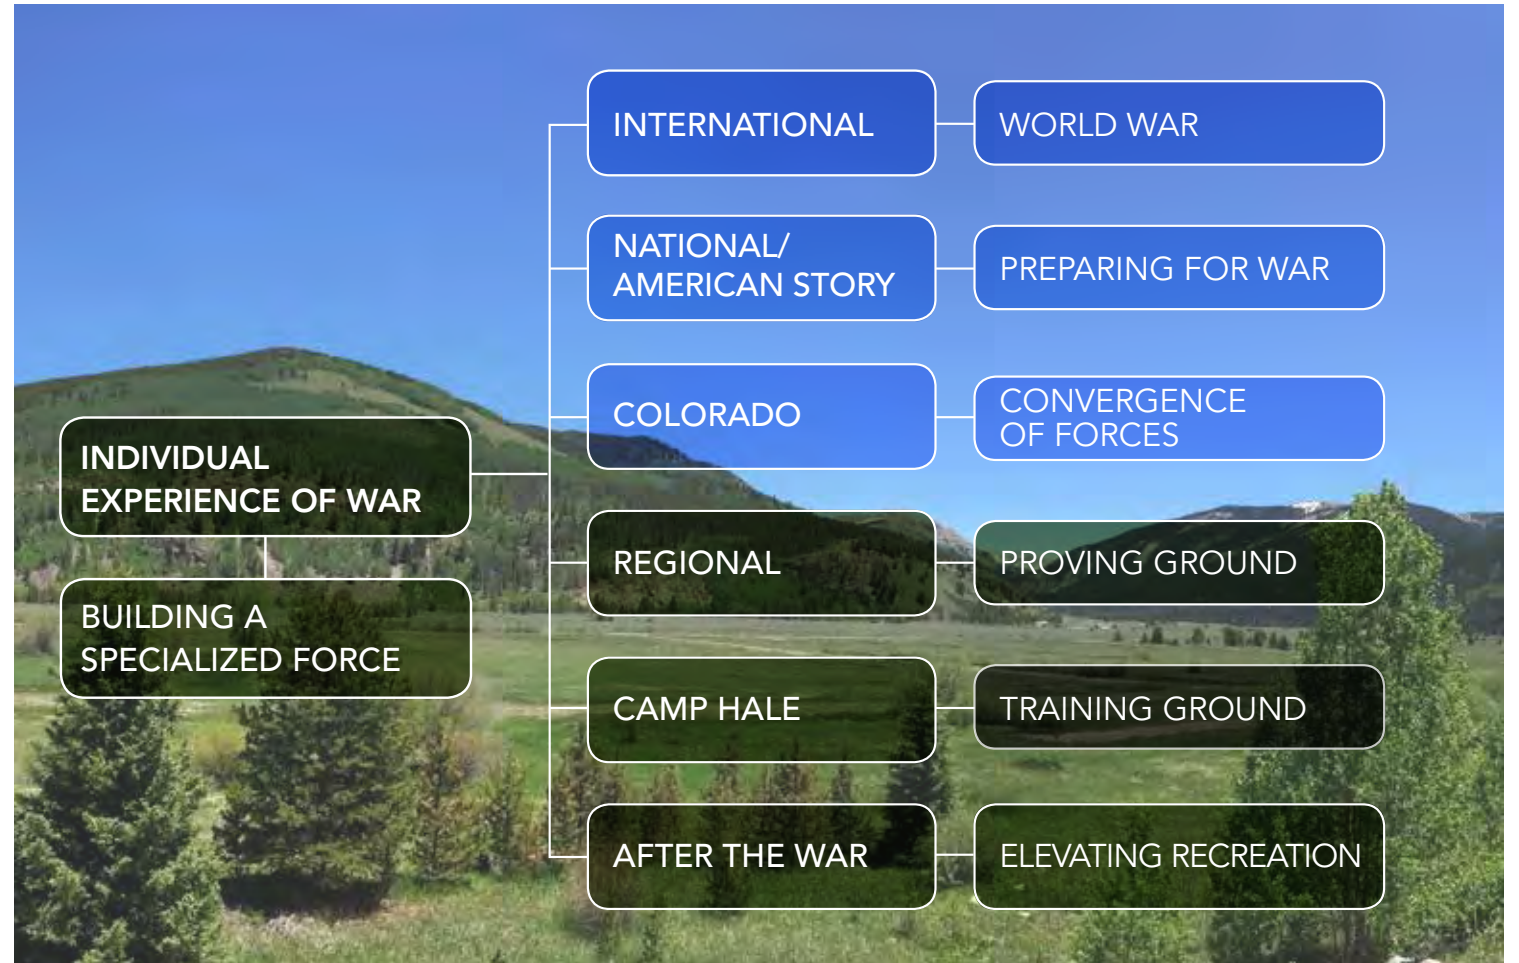 INDIVIDUAL
EXPERIENCE OF WAR
BUILDING A
SPECIALIZED FORCE
INTERNATIONAL
WORLD WAR
NATIONAL/
AMERICAN STORY
PREPARING FOR WAR
COLORADO
CONVERGENCE
OF FORCES
REGIONAL
PROVING GROUND
CAMP HALE
TRAINING GROUND
AFTER THE WAR
ELEVATING RECREATION